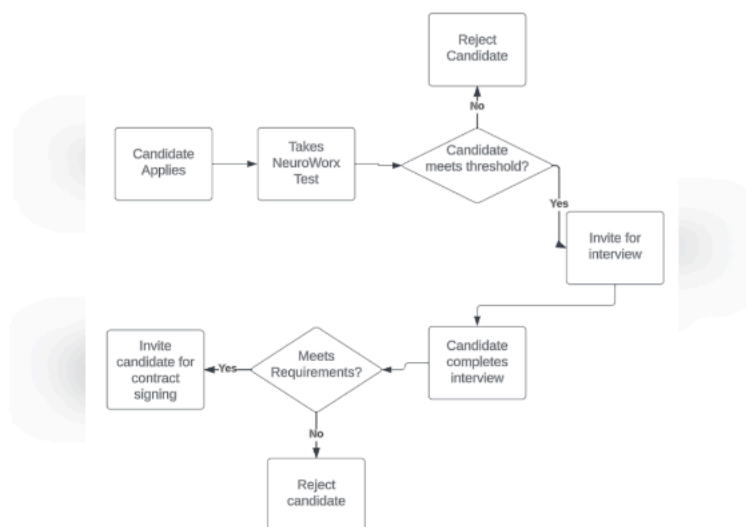 Reject
Candidate
No
Candidate
Applies
Takes
NeuroWorx
Test
Candidate
meets threshold?
Yes
Invite for
interview
Candidate
completes
interview
Meets
Requirements?
Yes
Invite
candidate for
contract
signing
No
Reject
candidate